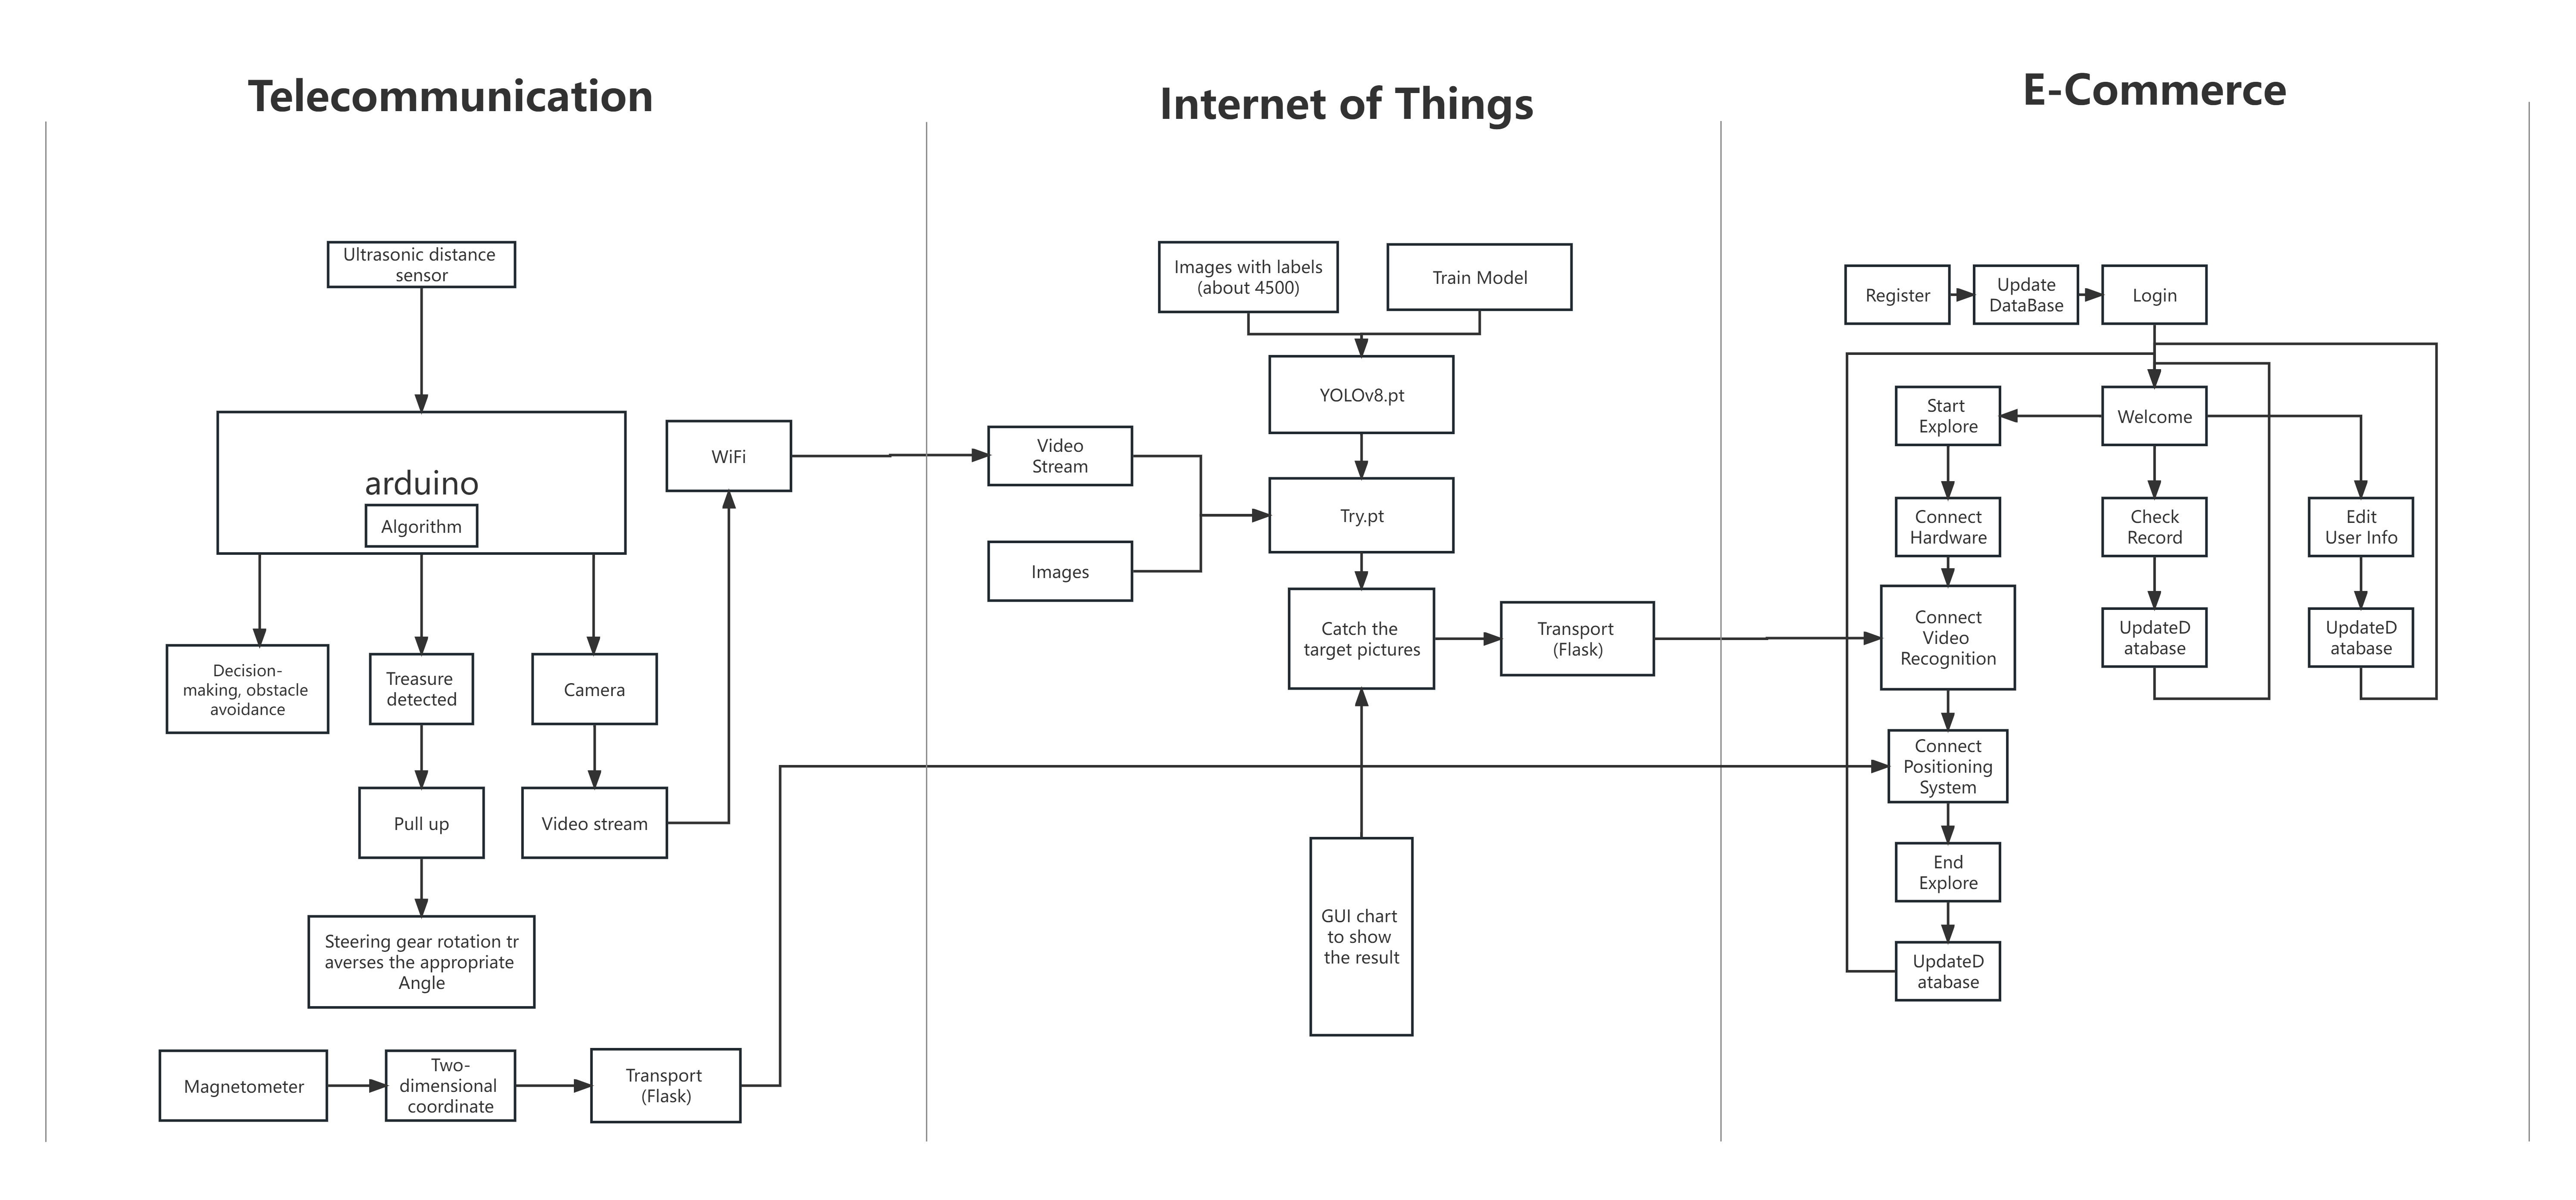 Telecommunication
Ultrasonic distance
sensor
arduino
Algorithm
WiFi
Decision-
making, obstacle
avoidance
Treasure
detected
Camera
Pull up
Video stream
Steering gear rotation tr
averses the appropriate
Angle
Magnetometer
Two-
dimensional
coordinate
Transport
(Flask)
Internet of Things
Images with labels
(about 4500)
Train Model
YOLOv8.pt
Video
Stream
Try.pt
Images
Catch the
target pictures
Transport
(Flask)
GUI chart
to show
the result
E-Commerce
Register
Update
DataBase
Login
Start
Explore
Welcome
Connect
Hardware
Check
Record
Edit
User Info
Connect
Video
Recognition
UpdateD
atabase
UpdateD
atabase
Connect
Positioning
System
End
Explore
UpdateD
atabase